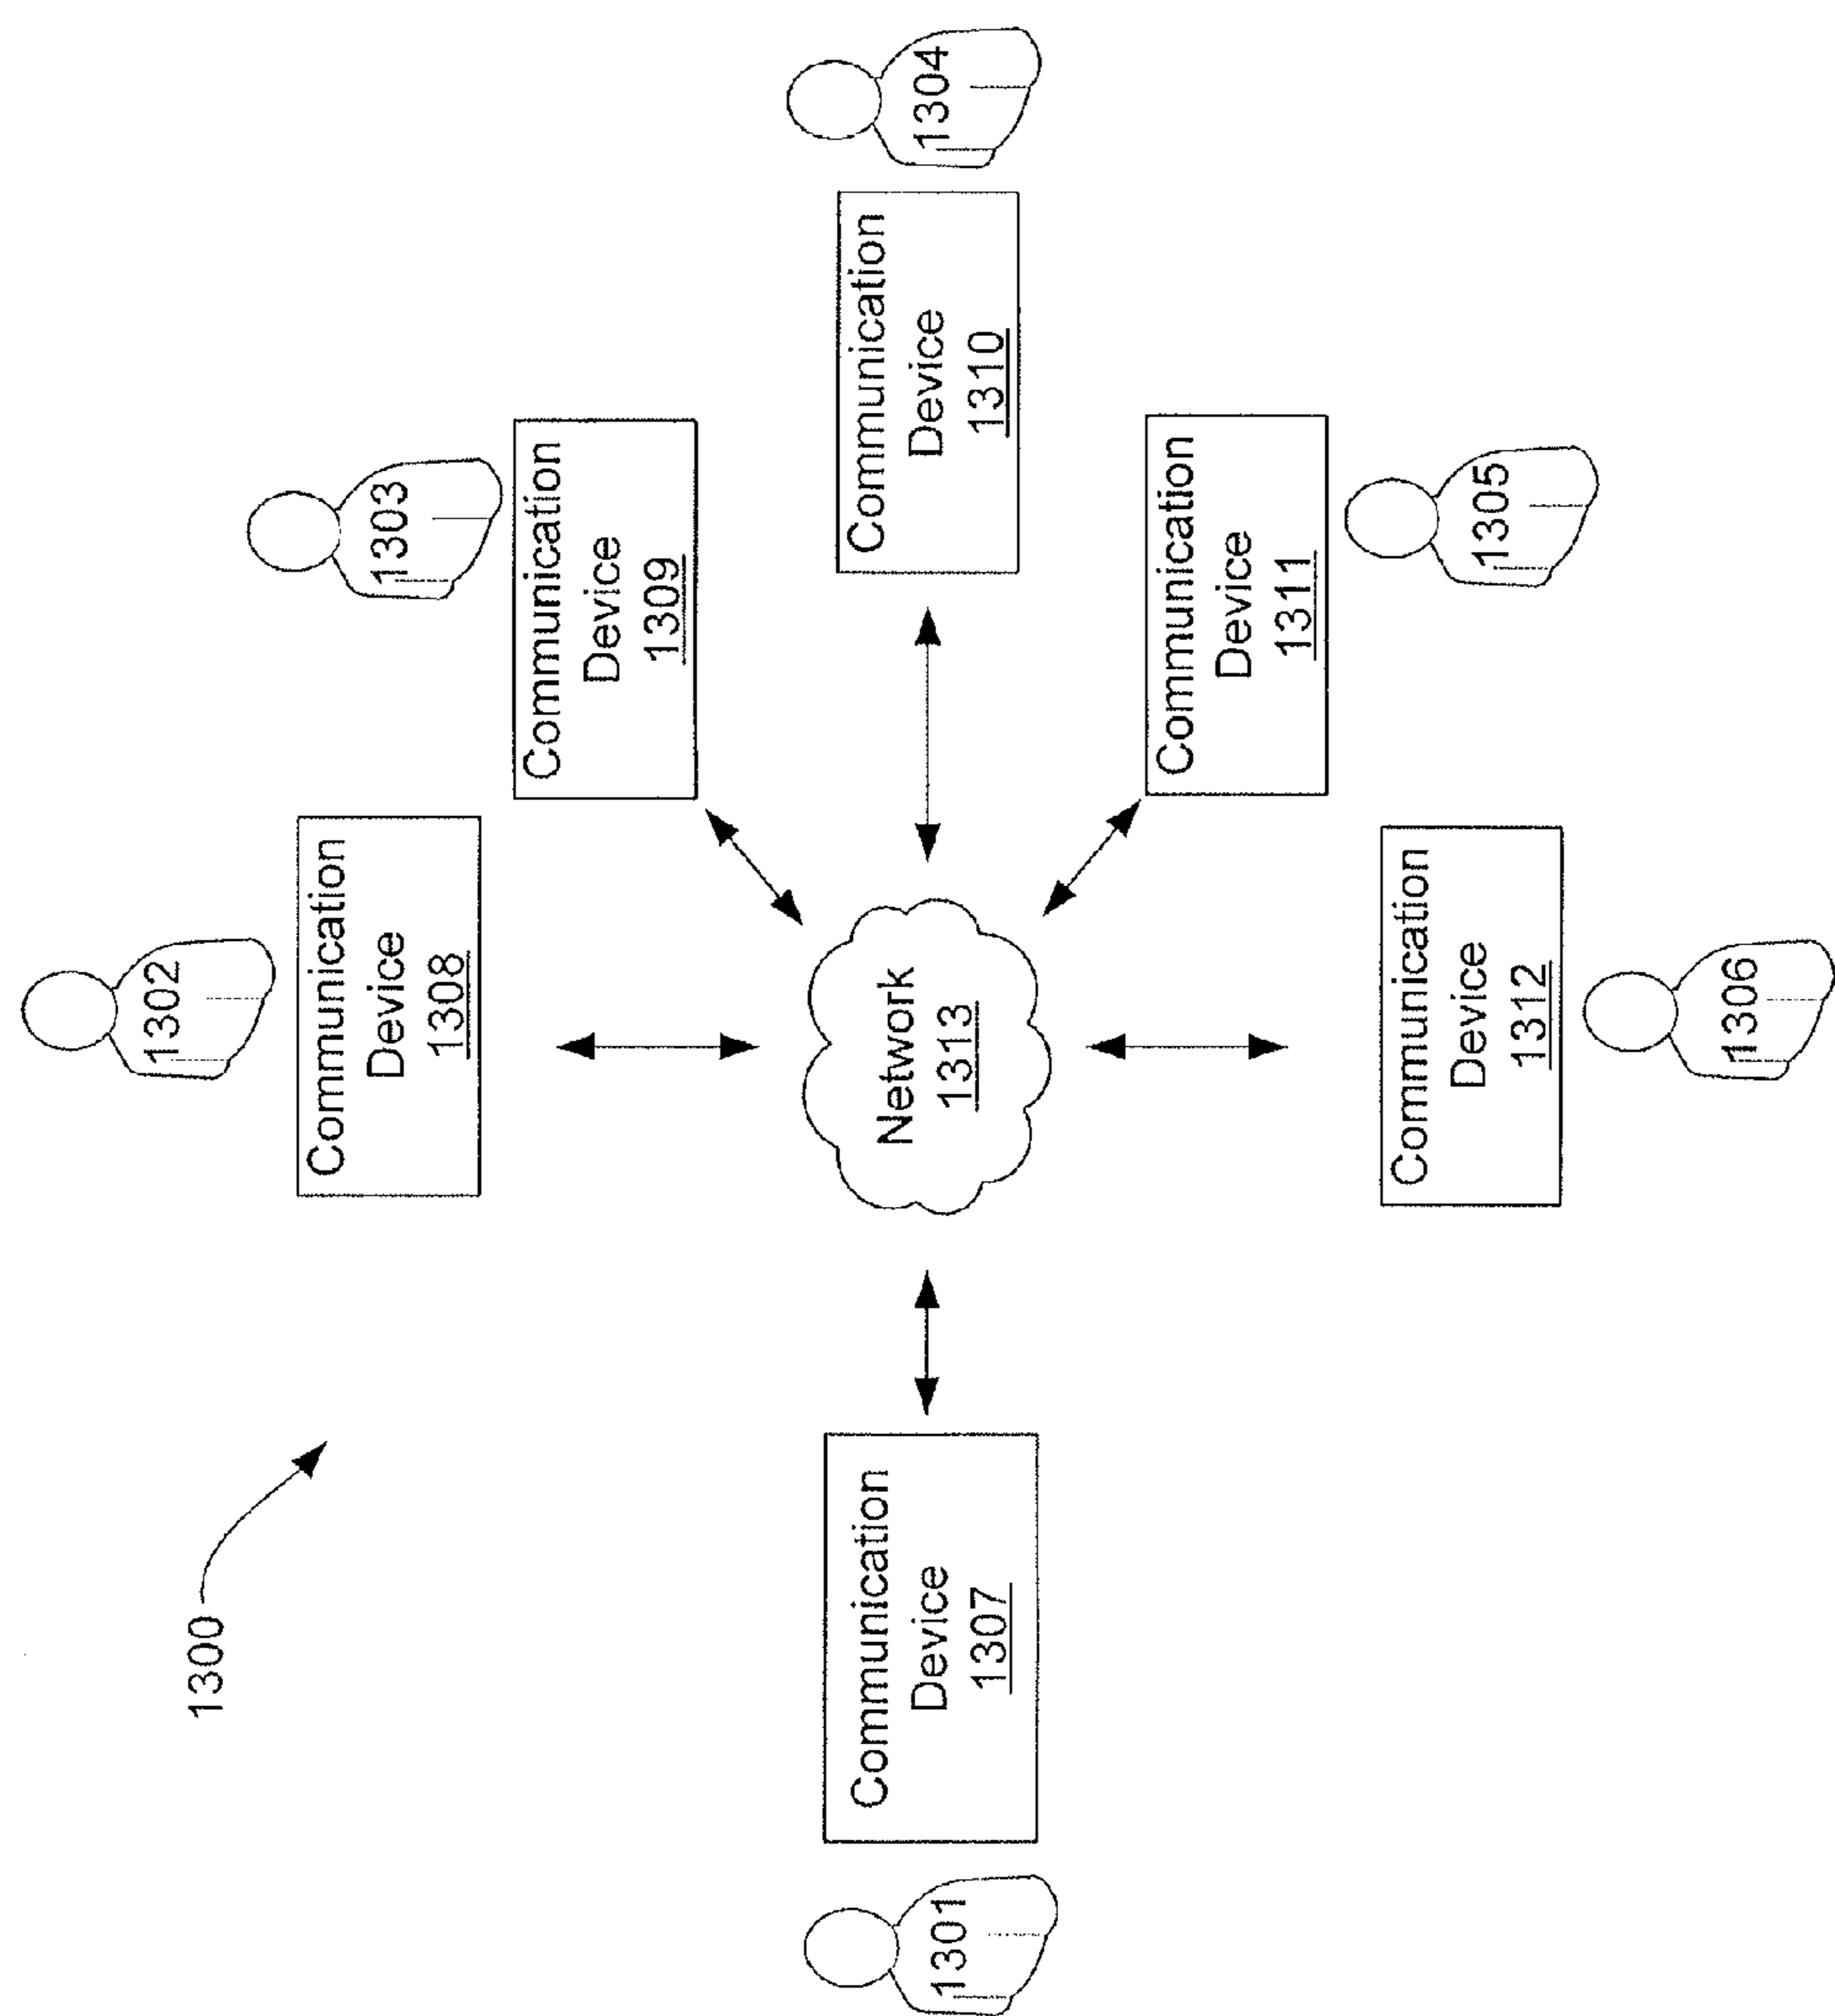 1300
1302
Communication
Device
1308
1303
Communication
Device
1309
1301
Communication
Device
1307
Network
1313
Communication
Device
1310
1304
Communication
Device
1311
1305
Communication
Device
1312
1306